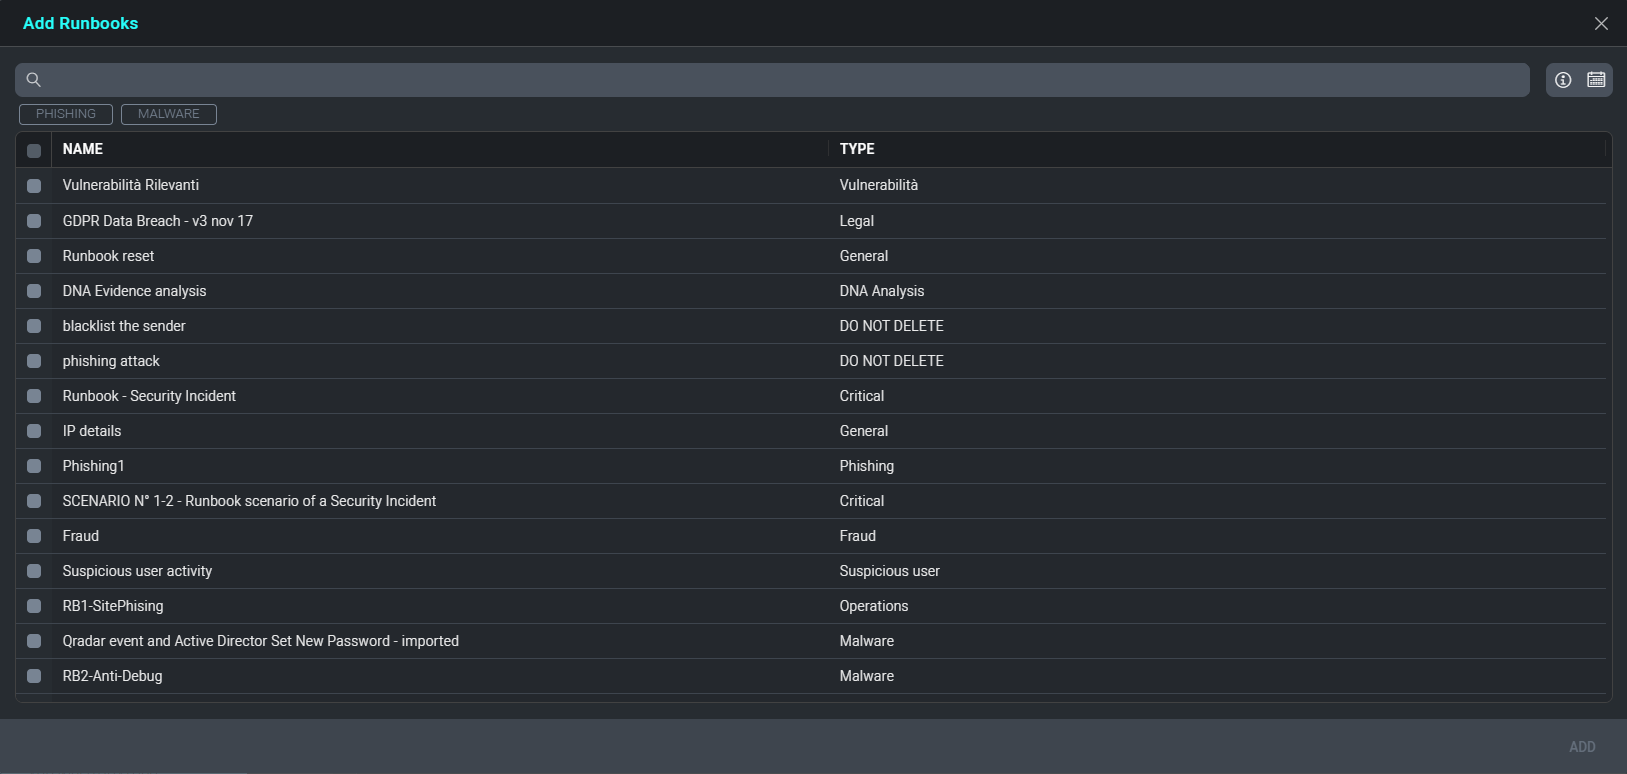 Add Runbooks
PHISHING MALWARE
NAME TYPE
Vulnerabilità Rilevanti Vulnerabilità
GDPR Data Breach - v3 nov 17 Legal
Runbook reset General
DNA Evidence analysis DNA Analysis
blacklist the sender DO NOT DELETE
phishing attack DO NOT DELETE
Runbook - Security Incident Critical
IP details General
Phishing1 Phishing
SCENARIO N° 1-2 - Runbook scenario of a Security Incident Critical
Fraud Fraud
Suspicious user activity Suspicious user
RB1-SitePhising Operations
Qradar event and Active Director Set New Password - imported Malware
RB2-Anti-Debug Malware
ADD